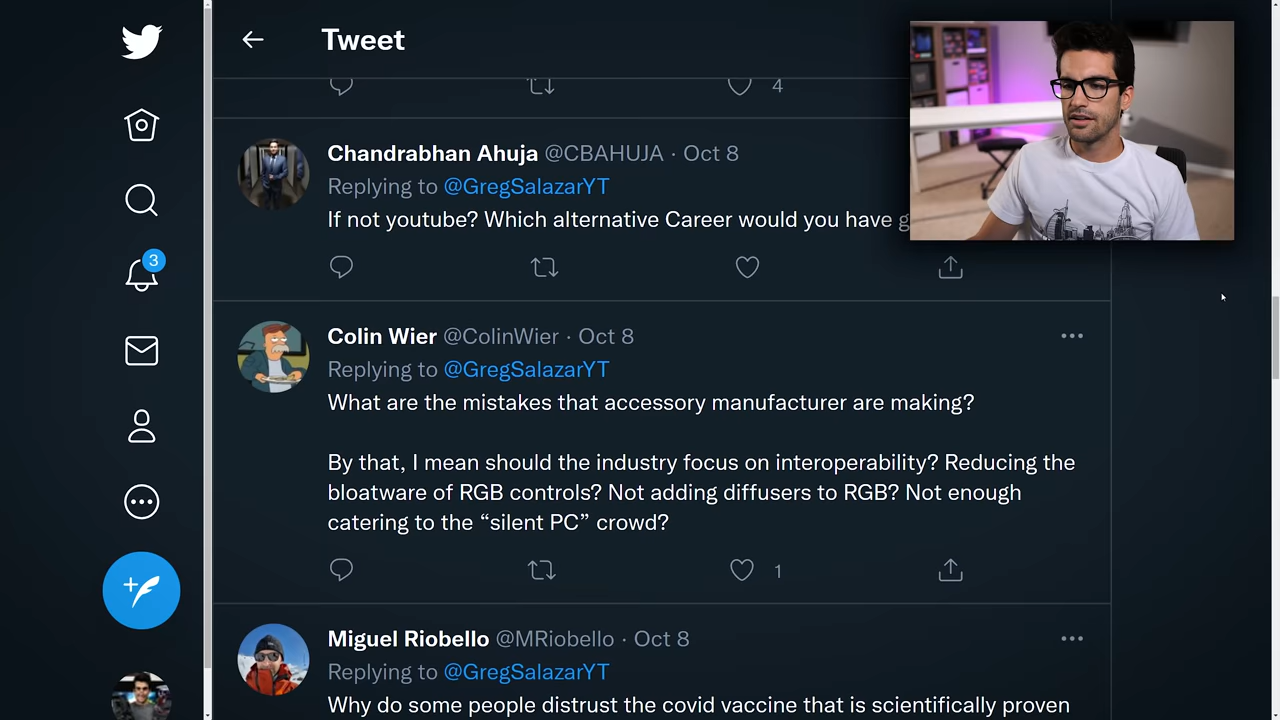 Tweet
4
Chandrabhan Ahuja @CBAHUJA · Oct 8
Replying to @GregSalazarYT
If not youtube? Which alternative Career would you have g
3
Colin Wier @ColinWier · Oct 8
Replying to @GregSalazarYT
What are the mistakes that accessory manufacturer are making?
By that, I mean should the industry focus on interoperability? Reducing the
bloatware of RGB controls? Not adding diffusers to RGB? Not enough
catering to the “silent PC” crowd?
1
Miguel Riobello @MRiobello · Oct 8
Replying to @GregSalazarYT
Why do some people distrust the covid vaccine that is scientifically proven